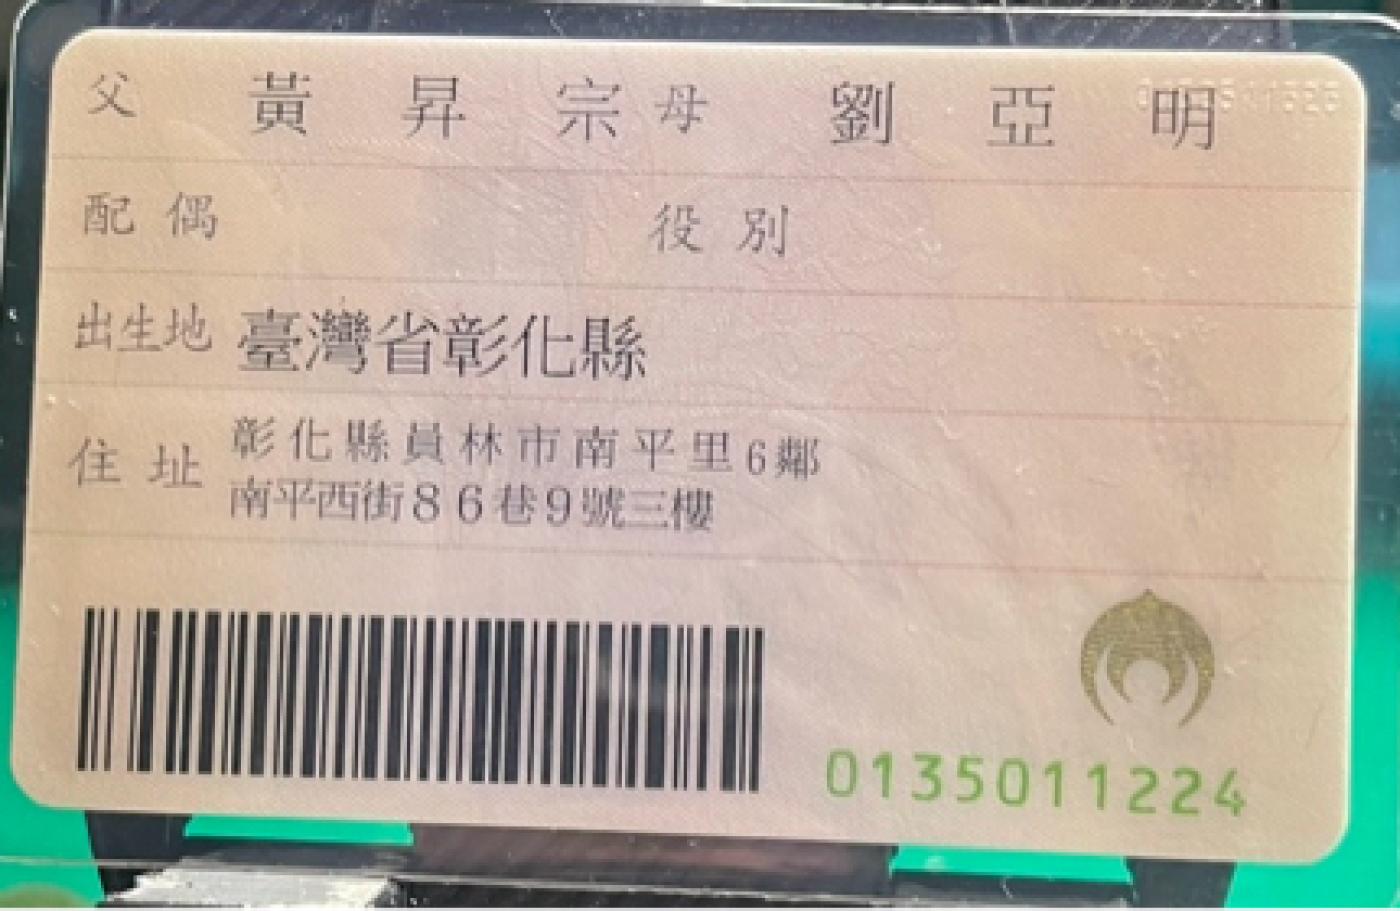 父 黃昇宗 母 劉亞明
配偶 役別
出生地 臺灣省彰化縣
住址 彰化縣員林市南平里6鄰
南平西街86巷9號三樓
0135011224